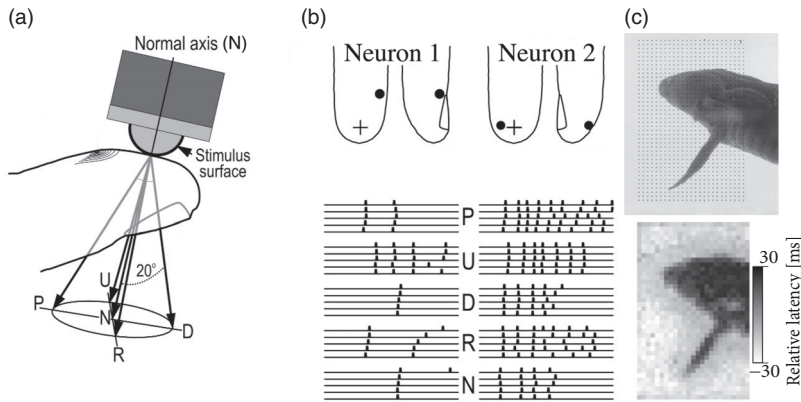 (a)
Normal axis (N)
Stimulus
surface
20°
U
P
N
D
R
(b)
Neuron 1
Neuron 2
P
U
D
R
N
(c)
30
−30
Relative latency [ms]